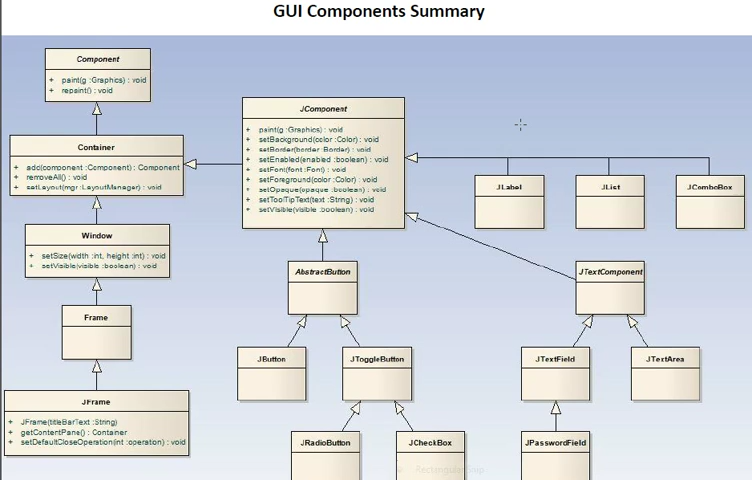 GUI Components Summary
Component
+ paint(g :Graphics) : void
+ repaint() : void
Container
+ add(component :Component) : Component
+ removeAll() : void
+ setLayout(mgr :LayoutManager) : void
Window
+ setSize(width :int, height :int) : void
+ setVisible(visible :boolean) : void
Frame
JFrame
+ JFrame(titleBarText :String)
+ getContentPane() : Container
+ setDefaultCloseOperation(int :operation) : void
JComponent
+ paint(g :Graphics) : void
+ setBackground(color :Color) : void
+ setBorder(border :Border) : void
+ setEnabled(enabled :boolean) : void
+ setFont(font :Font) : void
+ setForeground(color :Color) : void
+ setOpaque(opaque :boolean) : void
+ setToolTipText(text :String) : void
+ setVisible(visible :boolean) : void
JLabel
JList
JComboBox
AbstractButton
JTextComponent
JButton
JToggleButton
JTextField
JTextArea
JRadioButton
JCheckBox
JPasswordField